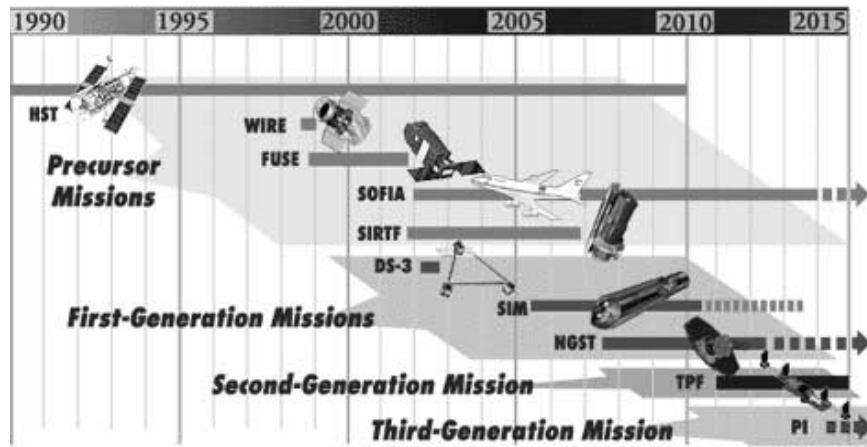 1990 1995 2000 2005 2010 2015
HST
WIRE
Precursor
Missions
FUSE
SOFIA
SIRTF
DS-3
First-Generation Missions
SIM
NGST
Second-Generation Mission
TPF
Third-Generation Mission
PI